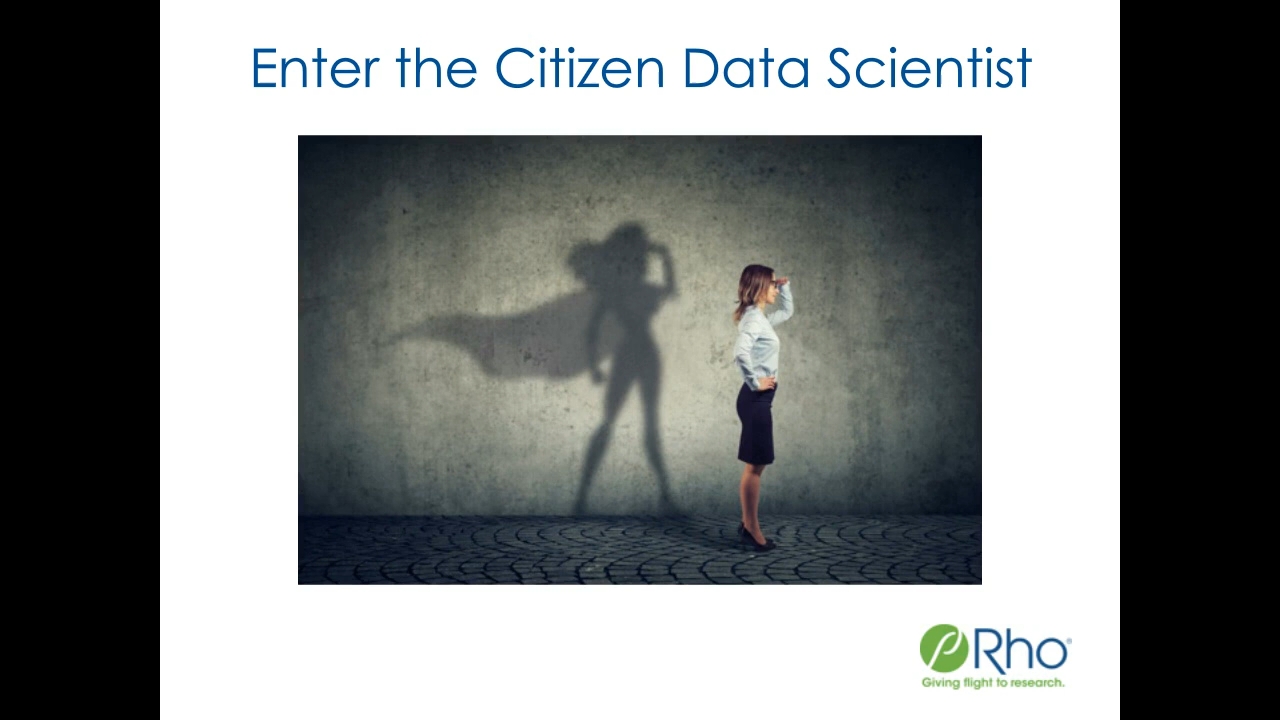 Enter the Citizen Data Scientist
Rho®
Giving flight to research.